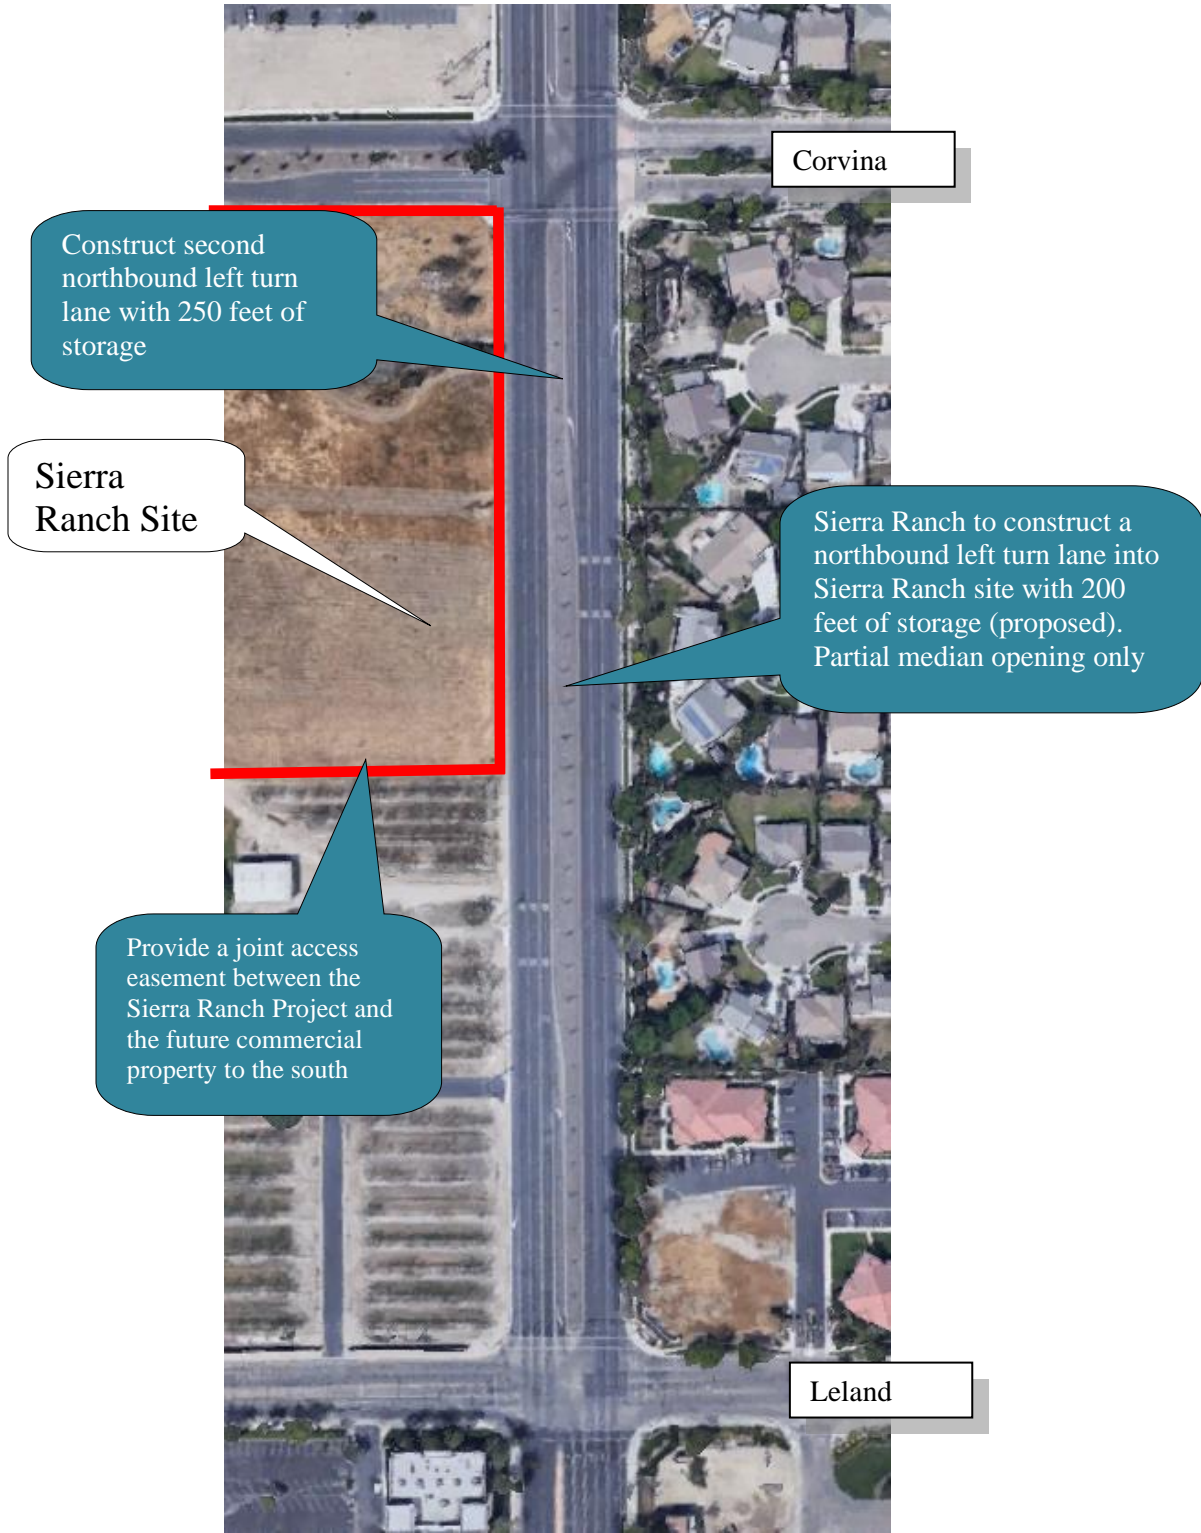 Corvina
Construct second
northbound left turn
lane with 250 feet of
storage
Sierra
Ranch Site
Sierra Ranch to construct a
northbound left turn lane into
Sierra Ranch site with 200
feet of storage (proposed).
Partial median opening only
Provide a joint access
easement between the
Sierra Ranch Project and
the future commercial
property to the south
Leland